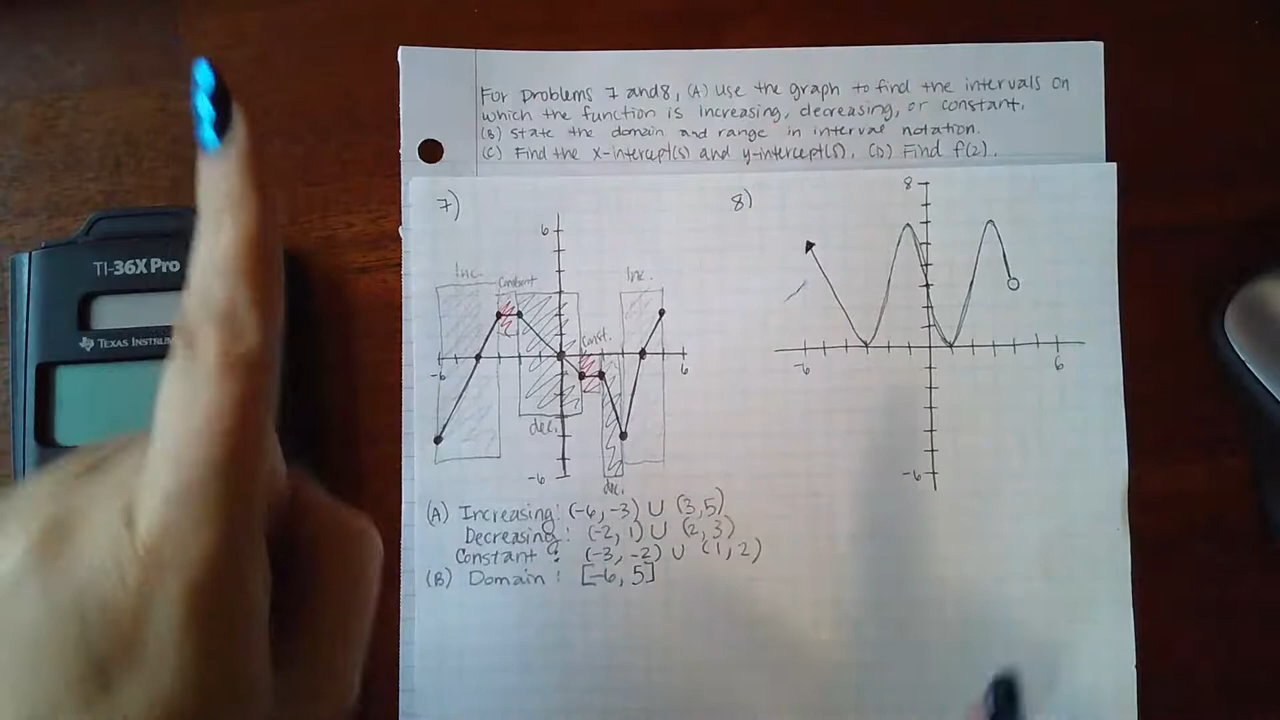 For problems 7 and 8, (A) Use the graph to find the intervals on
which the function is increasing, decreasing, or constant.
(B) State the domain and range in interval notation.
(C) Find the x-intercept(s) and y-intercept(s). (D) Find f(2).
7)
8)
8
6
Inc.
Constant
Inc.
const.
-6
6
-6
6
dec.
-6
dec.
-6
TI-36X Pro
TEXAS INSTRUM
(A) Increasing: (-6, -3) ∪ (3,5)
Decreasing: (-2, 1) ∪ (2, 3)
Constant: (-3, -2) ∪ (1, 2)
(B) Domain: [-6, 5]